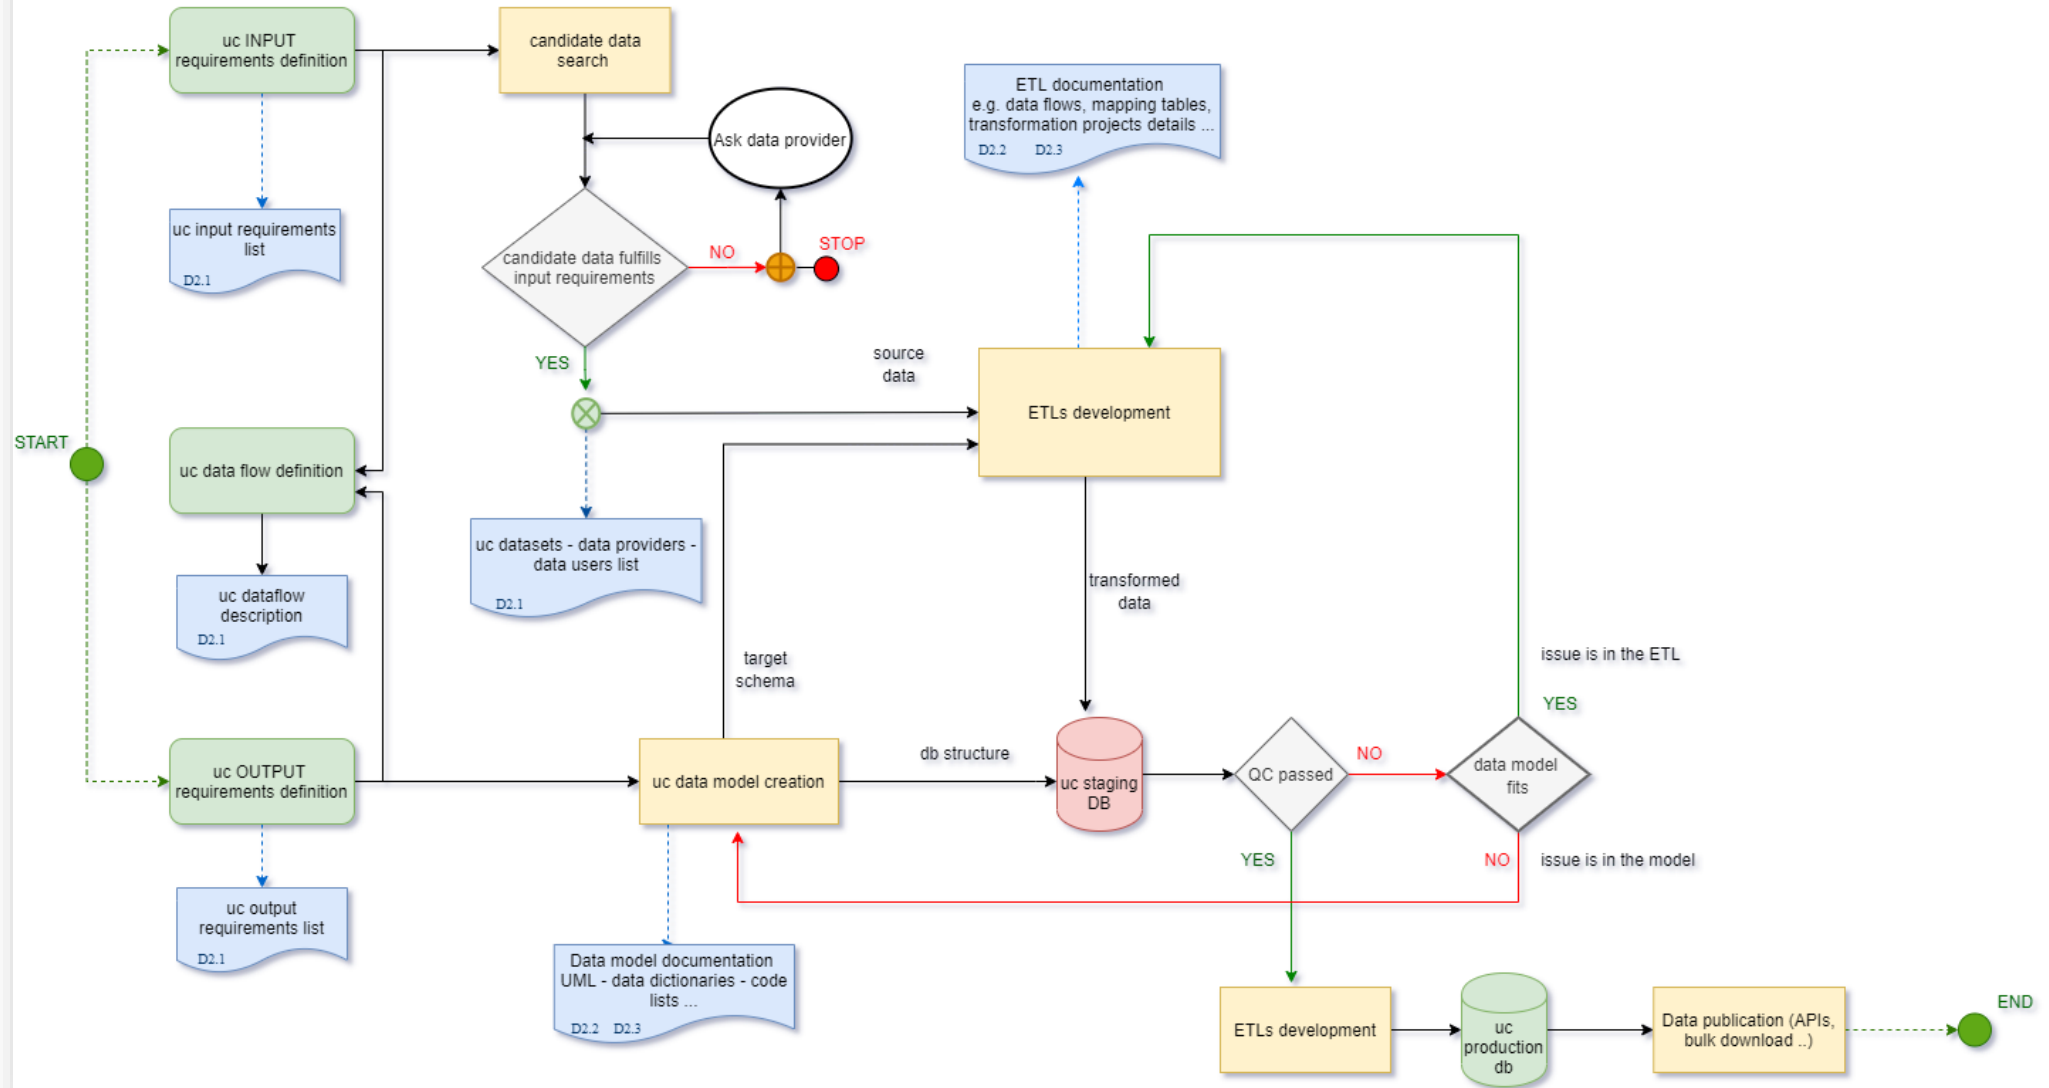 uc INPUT
requirements definition
candidate data
search
ETL documentation
e.g. data flows, mapping tables,
transformation projects details ...
D2.2 D2.3
Ask data provider
uc input requirements
list
D2.1
candidate data fulfills
input requirements
NO
STOP
YES
source
data
ETLs development
START
uc data flow definition
uc datasets - data providers -
data users list
D2.1
transformed
data
uc dataflow
description
D2.1
target
schema
issue is in the ETL
YES
uc OUTPUT
requirements definition
uc data model creation
db structure
uc staging
DB
QC passed
NO
data model
fits
YES
NO
issue is in the model
uc output
requirements list
D2.1
Data model documentation
UML - data dictionaries - code
lists ...
D2.2 D2.3
ETLs development
uc
production
db
Data publication (APIs,
bulk download ..)
END